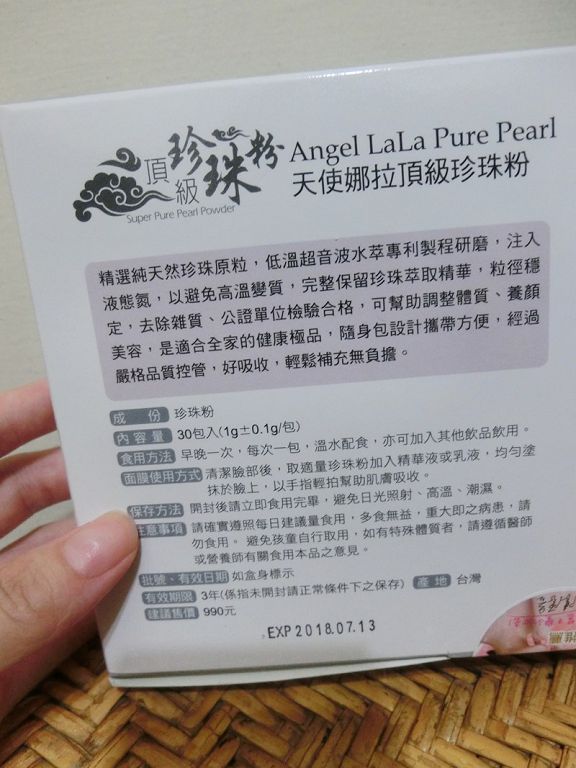 頂級珍珠粉
Super Pure Pearl Powder
Angel LaLa Pure Pearl
天使娜拉頂級珍珠粉
精選純天然珍珠原粒，低溫超音波水萃專利製程研磨，注入
液態氮，以避免高溫變質，完整保留珍珠萃取精華，粒徑穩
定，去除雜質、公證單位檢驗合格，可幫助調整體質、養顏
美容，是適合全家的健康極品，隨身包設計攜帶方便，經過
嚴格品質控管，好吸收，輕鬆補充無負擔。
成 份 珍珠粉
內容量 30包入(1g±0.1g/包)
食用方法 早晚一次，每次一包，溫水配食，亦可加入其他飲品飲用。
面膜使用方式 清潔臉部後，取適量珍珠粉加入精華液或乳液，均勻塗
抹於臉上，以手指輕拍幫助肌膚吸收。
保存方法 開封後請立即食用完畢，避免日光照射、高溫、潮濕。
注意事項 請確實遵照每日建議量食用，多食無益，重大即之病患，請
勿食用。避免孩童自行取用，如有特殊體質者，請遵循醫師
或營養師有關食用本品之意見。
批號、有效日期 如盒身標示
有效期限 3年(係指未開封請正常條件下之保存) 產 地 台灣
建議售價 990元
EXP 2018.07.13